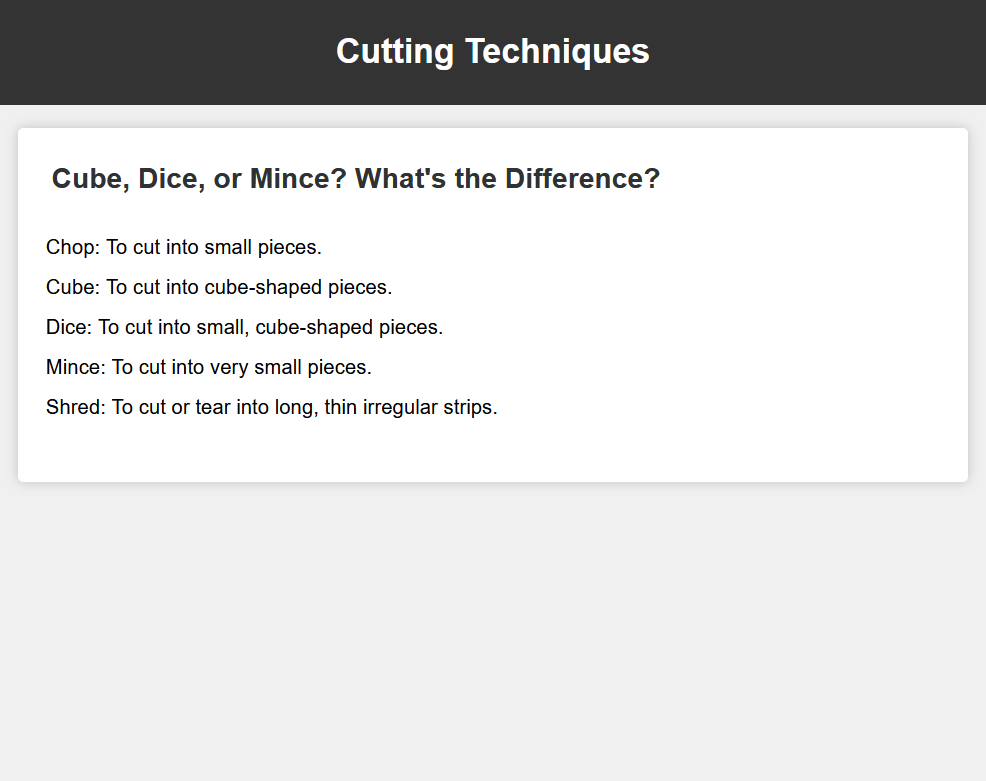 Cutting Techniques
Cube, Dice, or Mince? What's the Difference?
Chop: To cut into small pieces.
Cube: To cut into cube-shaped pieces.
Dice: To cut into small, cube-shaped pieces.
Mince: To cut into very small pieces.
Shred: To cut or tear into long, thin irregular strips.